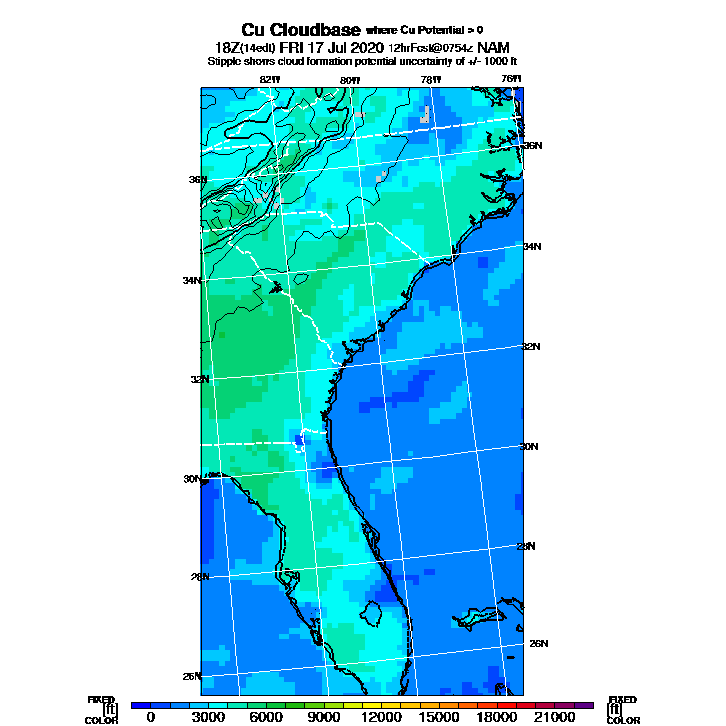 Cu Cloudbase where Cu Potential > 0
18Z(14edt) FRI 17 Jul 2020 12hrFcst@0754z NAM
Stipple shows cloud formation potential uncertainty of +/- 1000 ft
82W 80W 78W 76W
36N 36N
34N 34N
32N 32N
30N 30N
28N 28N
26N 26N
FIXED FIXED
[ft] [ft]
COLOR COLOR
0 3000 6000 9000 12000 15000 18000 21000